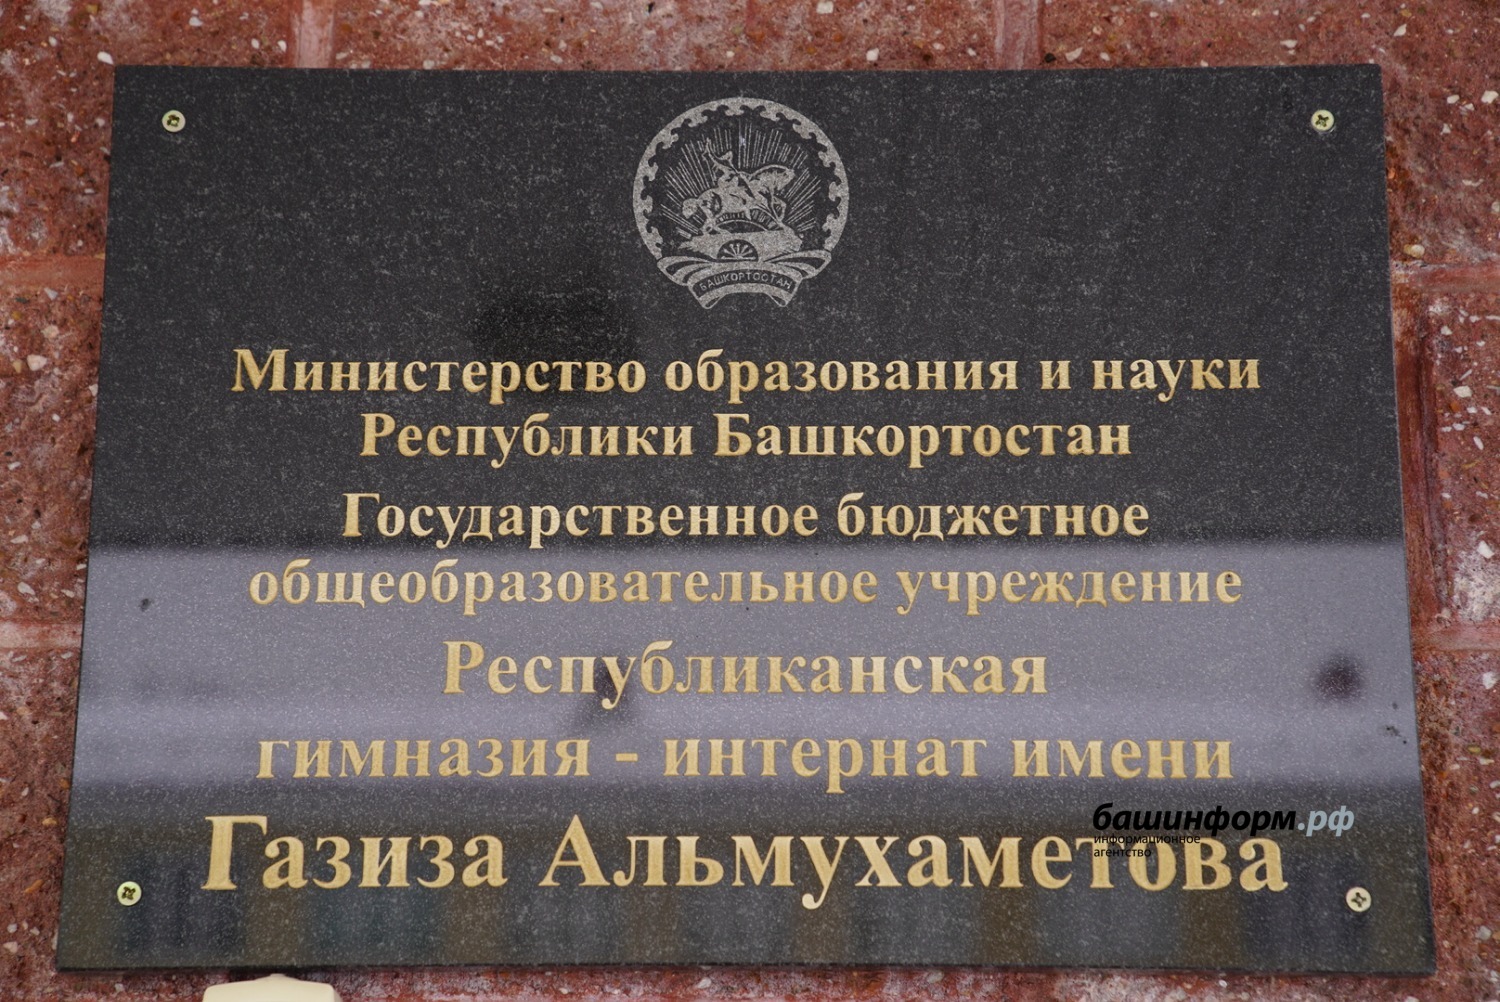 БАШКОРТОСТАН
Министерство образования и науки
Республики Башкортостан
Государственное бюджетное
общеобразовательное учреждение
Республиканская
гимназия - интернат имени
Газиза Альмухаметова
башинформ.рф
информационное
агентство